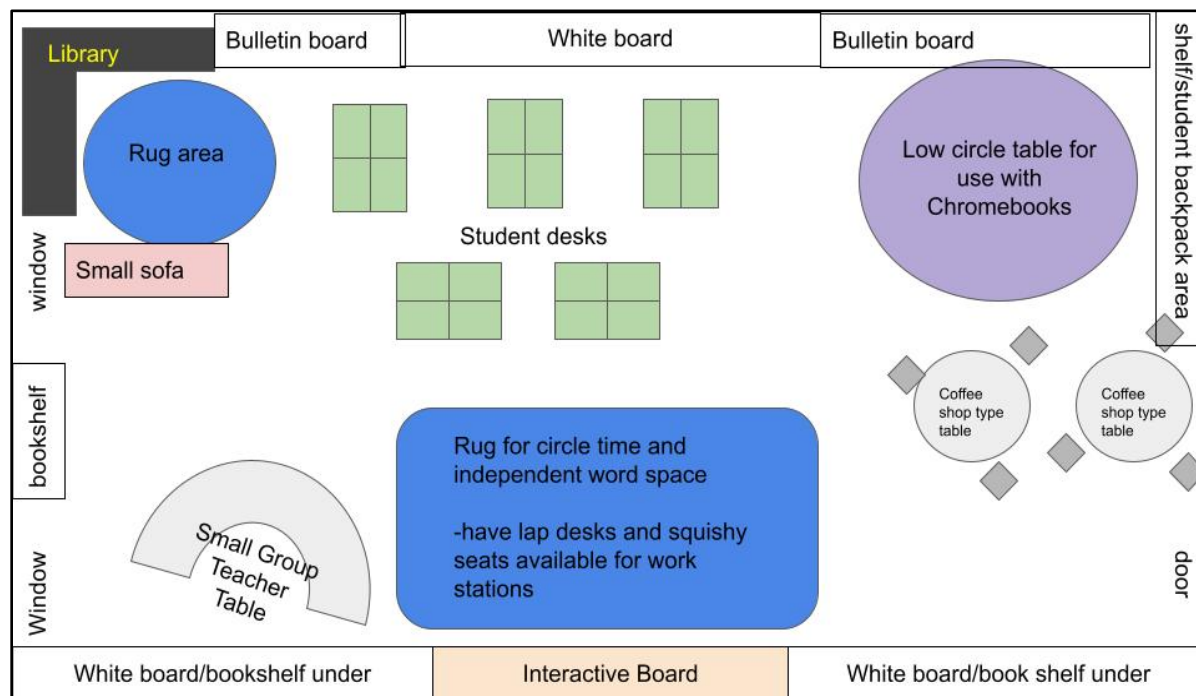 Library
Bulletin board
White board
Bulletin board
shelf/student backpack area
Rug area
Low circle table for
use with
Chromebooks
Student desks
window
Small sofa
bookshelf
Coffee
shop type
table
Coffee
shop type
table
Rug for circle time and
independent word space
-have lap desks and squishy
seats available for work
stations
Small Group
Teacher
Table
Window
door
White board/bookshelf under
Interactive Board
White board/book shelf under